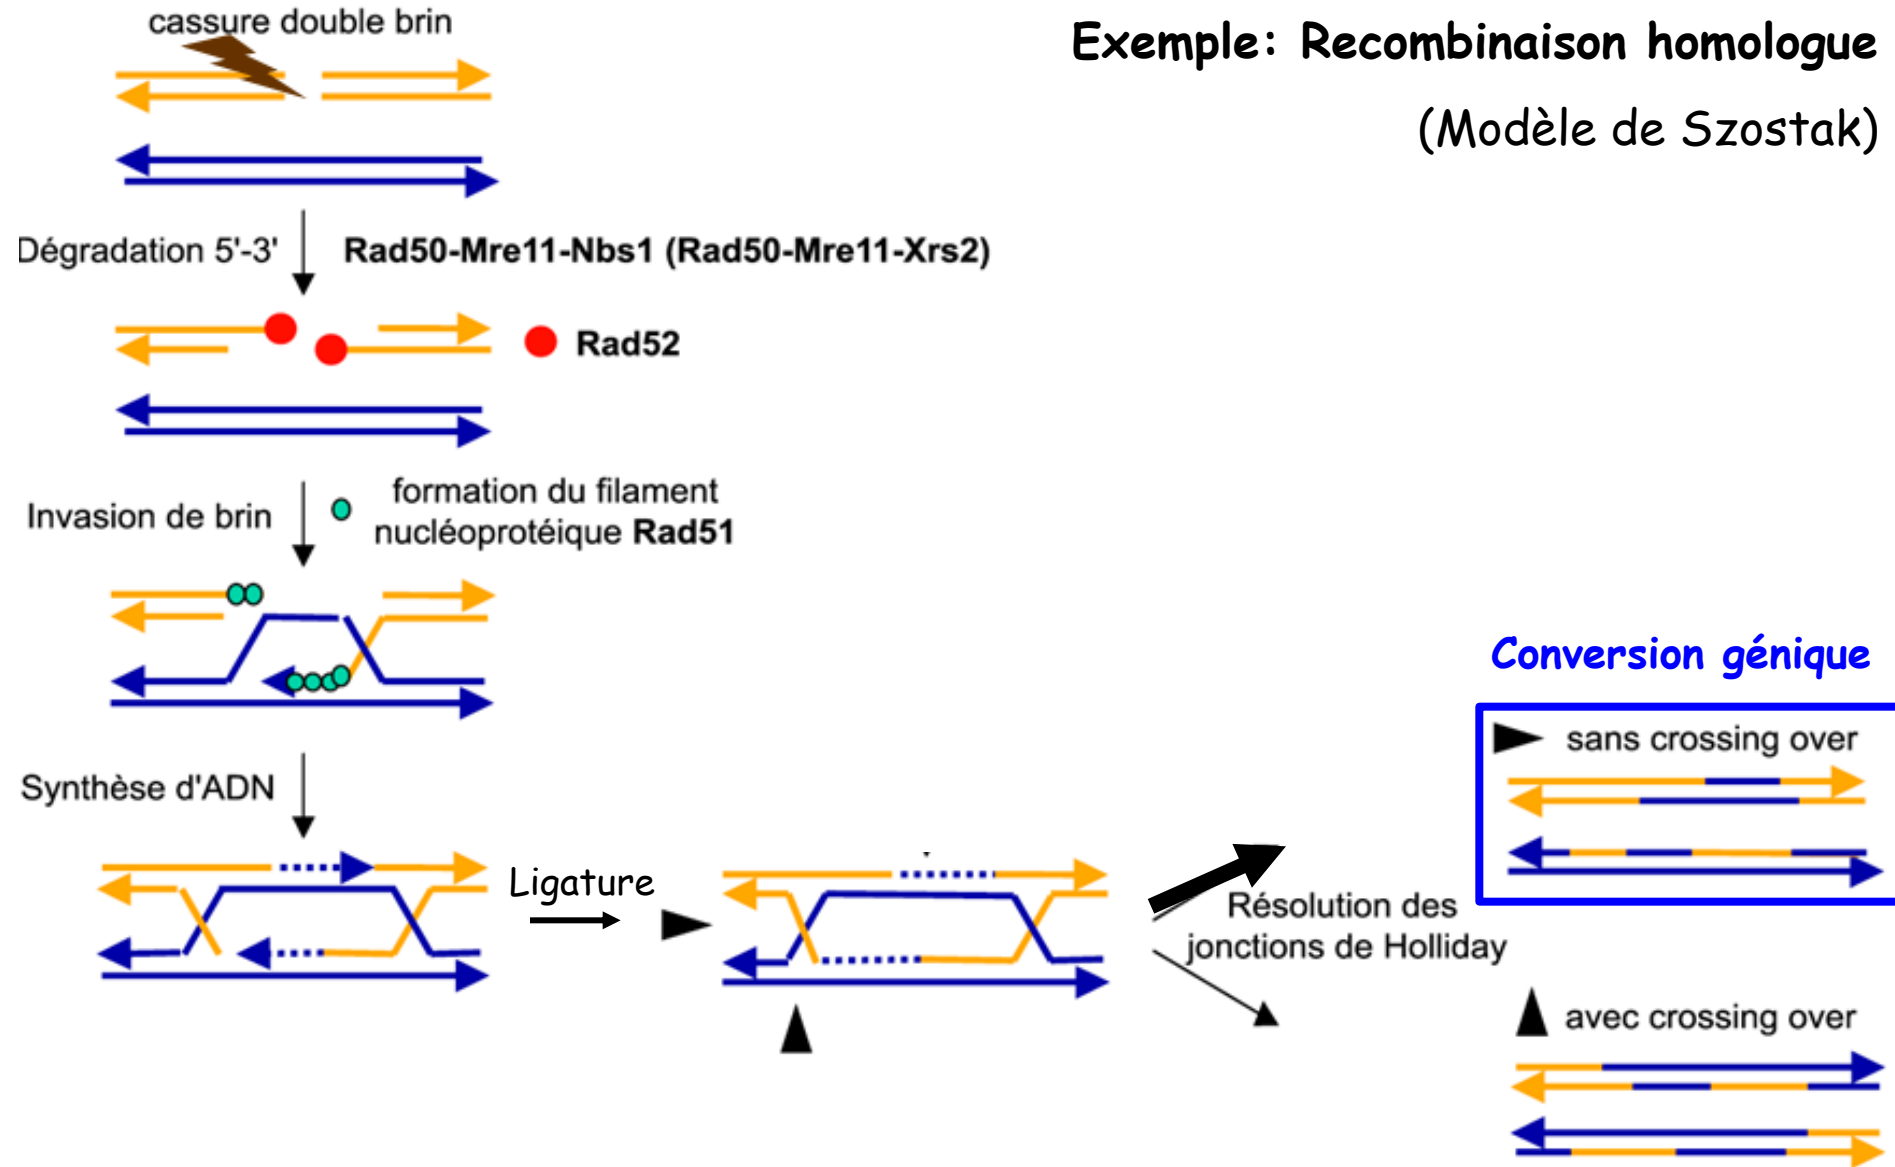 cassure double brin
Exemple: Recombinaison homologue
(Modèle de Szostak)
Dégradation 5'-3'
Rad50-Mre11-Nbs1 (Rad50-Mre11-Xrs2)
Rad52
Invasion de brin
formation du filament
nucléoprotéique Rad51
Synthèse d'ADN
Ligature
Résolution des
jonctions de Holliday
Conversion génique
sans crossing over
avec crossing over